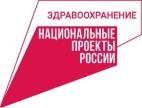 ЗДРАВООХРАНЕНИЕ
НАЦИОНАЛЬНЫЕ
ПРОЕКТЫ
РОССИИ